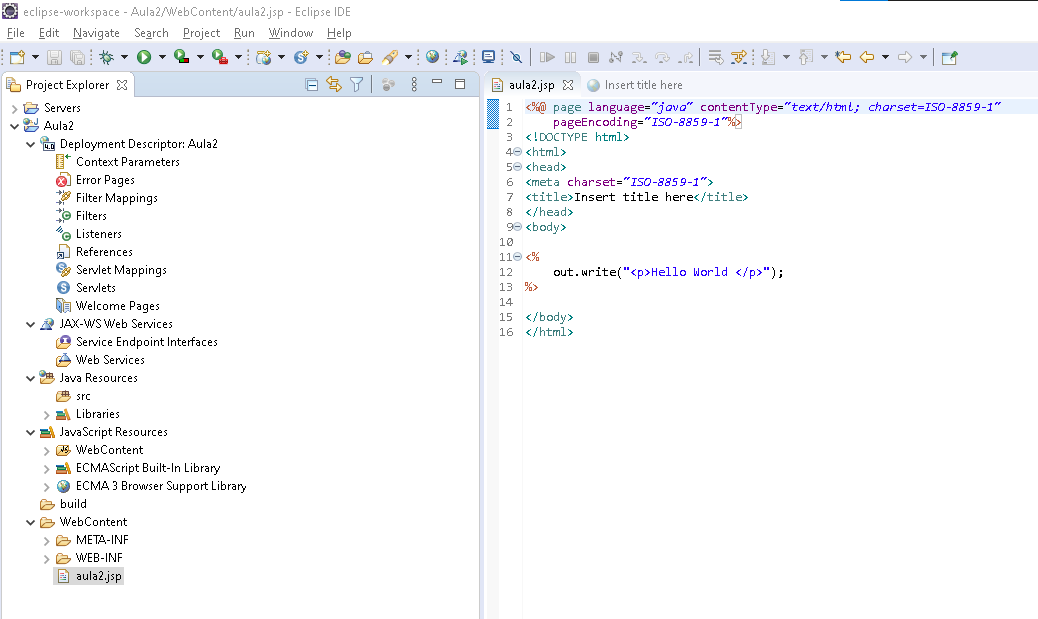 eclipse-workspace - Aula2/WebContent/aula2.jsp - Eclipse IDE
File Edit Navigate Search Project Run Window Help
Project Explorer
Servers
Aula2
Deployment Descriptor: Aula2
Context Parameters
Error Pages
Filter Mappings
Filters
Listeners
References
Servlet Mappings
Servlets
Welcome Pages
JAX-WS Web Services
Service Endpoint Interfaces
Web Services
Java Resources
src
Libraries
JavaScript Resources
WebContent
ECMAScript Built-In Library
ECMA 3 Browser Support Library
build
WebContent
META-INF
WEB-INF
aula2.jsp
aula2.jsp Insert title here
1 <%@ page language="java" contentType="text/html; charset=ISO-8859-1"
2 pageEncoding="ISO-8859-1"%>
3 <!DOCTYPE html>
4 <html>
5 <head>
6 <meta charset="ISO-8859-1">
7 <title>Insert title here</title>
8 </head>
9 <body>
10
11 <%
12 out.write("<p>Hello World </p>");
13 %>
14
15 </body>
16 </html>